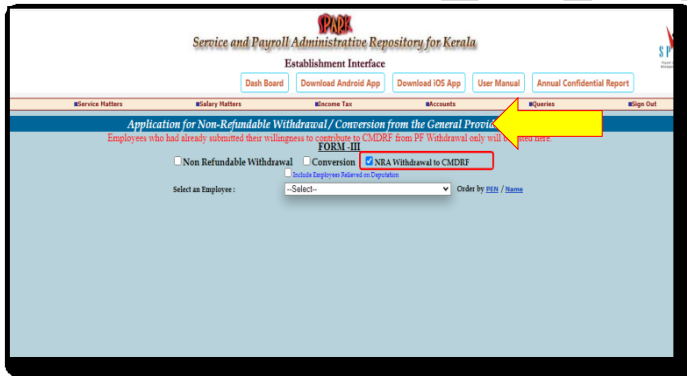 SPARK
Service and Payroll Administrative Repository for Kerala
Establishment Interface
Dash Board Download Android App Download iOS App User Manual Annual Confidential Report
Service Matters Salary Matters Income Tax Accounts Queries Sign Out
Application for Non-Refundable Withdrawal / Conversion from the General
Employees who had already submitted their willingness to contribute to CMDRF from PF Withdrawal only will be listed here.
FORM -III
Non Refundable Withdrawal Conversion NRA Withdrawal to CMDRF
Include Employees Relieved on Deputation
Select an Employee : --Select-- Order by PEN / Name